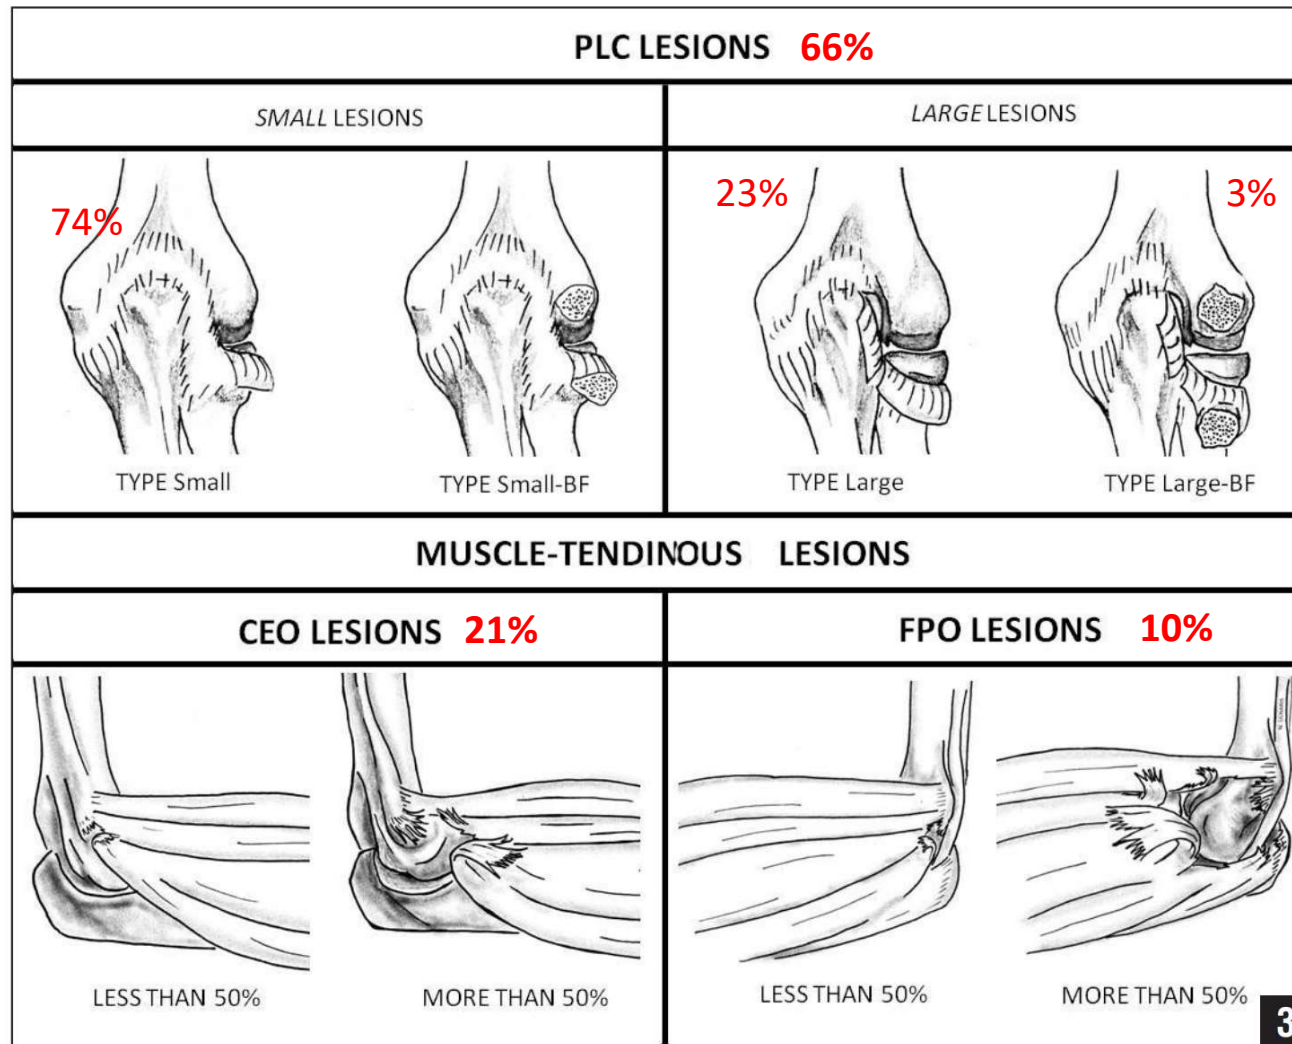 PLC LESIONS 66%
SMALL LESIONS
LARGE LESIONS
74%
23%
3%
TYPE Small
TYPE Small-BF
TYPE Large
TYPE Large-BF
MUSCLE-TENDINOUS LESIONS
CEO LESIONS 21%
FPO LESIONS 10%
LESS THAN 50%
MORE THAN 50%
LESS THAN 50%
MORE THAN 50%
3